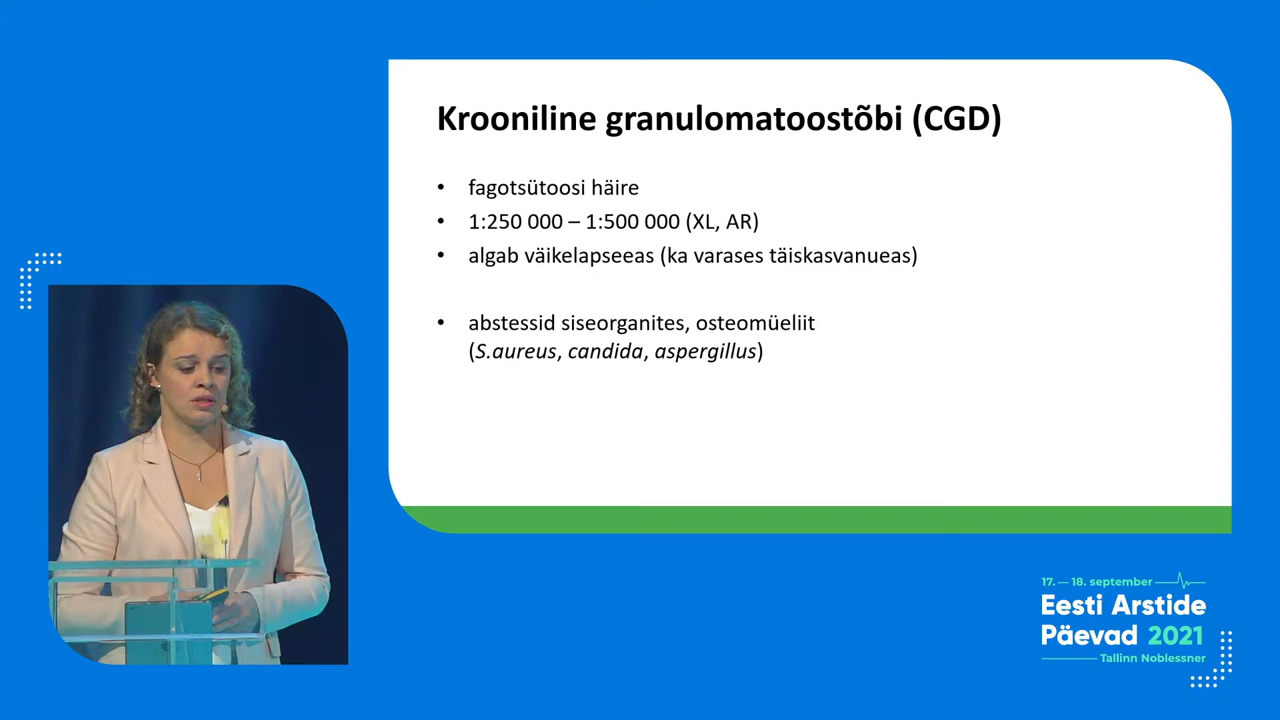 Krooniline granulomatoostõbi (CGD)
• fagotsütoosi häire
• 1:250 000 – 1:500 000 (XL, AR)
• algab väikelapseeas (ka varases täiskasvanueas)
• abstessid siseorganites, osteomüeliit
(S.aureus, candida, aspergillus)
17. — 18. september
Eesti Arstide
Päevad 2021
Tallinn Noblessner